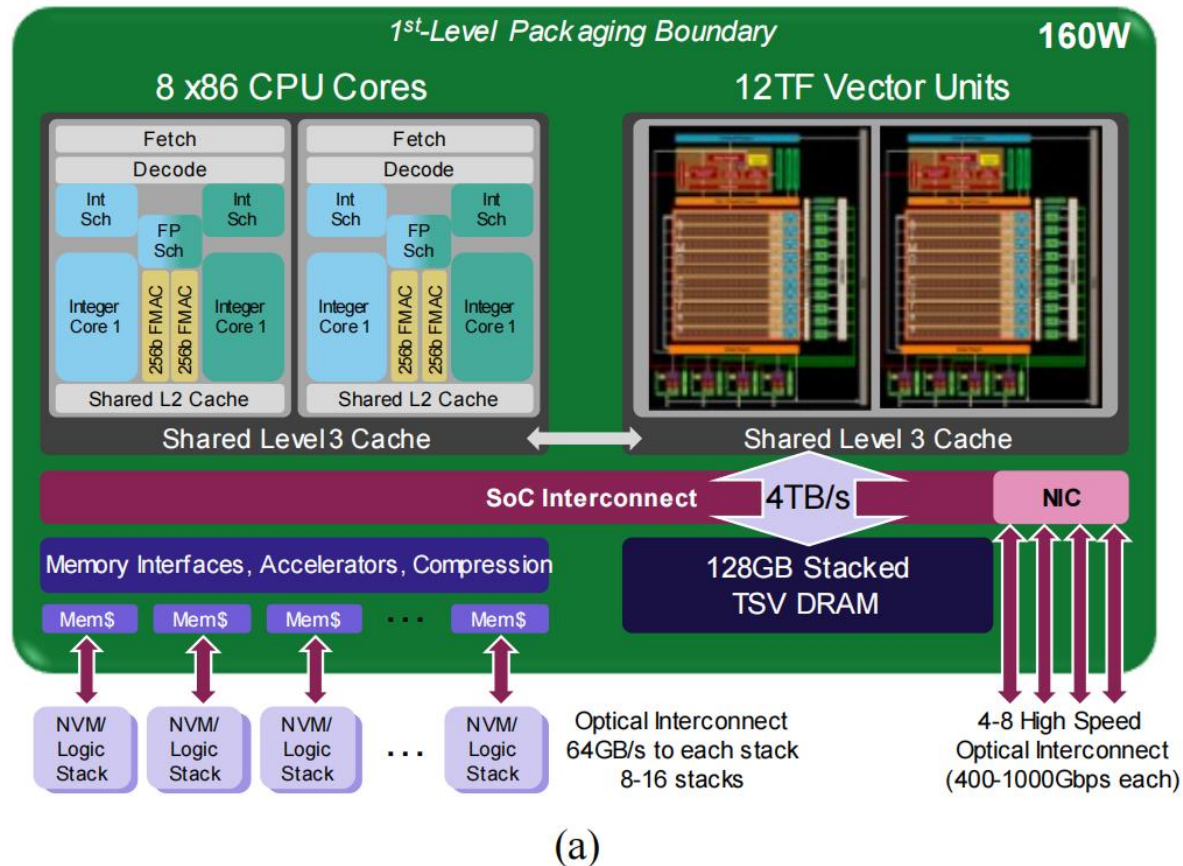 1st-Level Packaging Boundary
160W
8 x86 CPU Cores
12TF Vector Units
Fetch
Decode
Int
Sch
Int
Sch
FP
Sch
Integer
Core 1
256b FMAC
256b FMAC
Integer
Core 1
Shared L2 Cache
Fetch
Decode
Int
Sch
Int
Sch
FP
Sch
Integer
Core 1
256b FMAC
256b FMAC
Integer
Core 1
Shared L2 Cache
Shared Level 3 Cache
Shared Level 3 Cache
SoC Interconnect
4TB/s
NIC
Memory Interfaces, Accelerators, Compression
128GB Stacked
TSV DRAM
Mem$
Mem$
Mem$
...
Mem$
NVM/
Logic
Stack
NVM/
Logic
Stack
NVM/
Logic
Stack
...
NVM/
Logic
Stack
Optical Interconnect
64GB/s to each stack
8-16 stacks
4-8 High Speed
Optical Interconnect
(400-1000Gbps each)
(a)